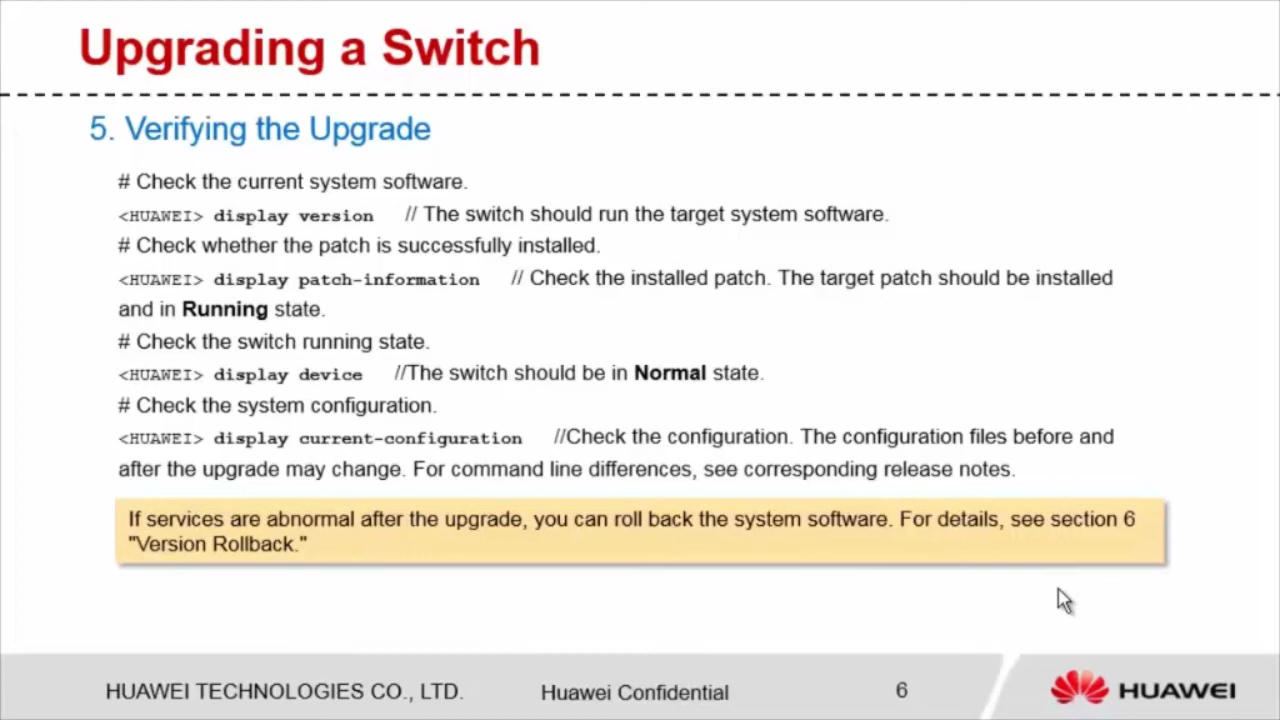 Upgrading a Switch
5. Verifying the Upgrade
# Check the current system software.
<HUAWEI> display version // The switch should run the target system software.
# Check whether the patch is successfully installed.
<HUAWEI> display patch-information // Check the installed patch. The target patch should be installed
and in Running state.
# Check the switch running state.
<HUAWEI> display device //The switch should be in Normal state.
# Check the system configuration.
<HUAWEI> display current-configuration //Check the configuration. The configuration files before and
after the upgrade may change. For command line differences, see corresponding release notes.
If services are abnormal after the upgrade, you can roll back the system software. For details, see section 6
"Version Rollback."
HUAWEI TECHNOLOGIES CO., LTD. Huawei Confidential 6 HUAWEI